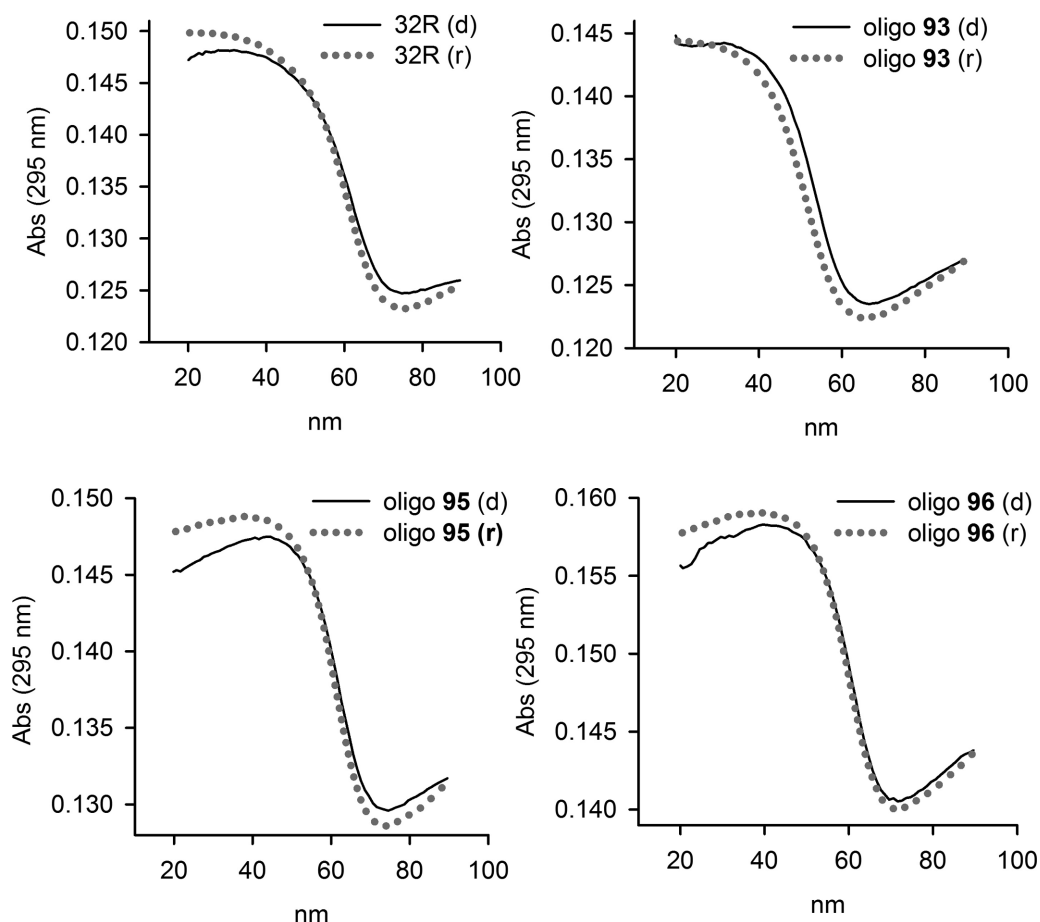 32R (d)
32R (r)
0.150
0.145
0.140
0.135
0.130
0.125
0.120
Abs (295 nm)
20 40 60 80 100
nm
oligo 93 (d)
oligo 93 (r)
0.145
0.140
0.135
0.130
0.125
0.120
Abs (295 nm)
20 40 60 80 100
nm
oligo 95 (d)
oligo 95 (r)
0.150
0.145
0.140
0.135
0.130
Abs (295 nm)
20 40 60 80 100
nm
oligo 96 (d)
oligo 96 (r)
0.160
0.155
0.150
0.145
0.140
Abs (295 nm)
20 40 60 80 100
nm